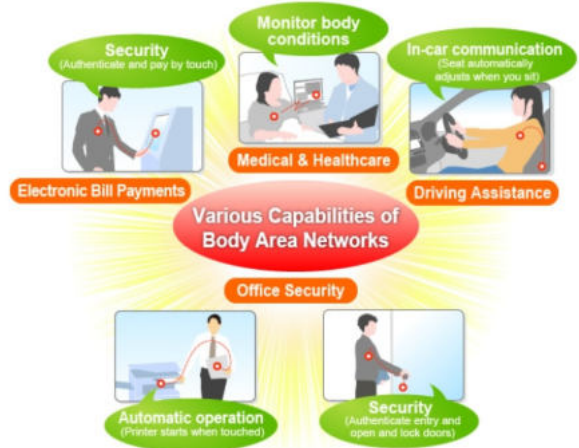 Security
(Authenticate and pay by touch)
Monitor body
conditions
In-car communication
(Seat automatically
adjusts when you sit)
Electronic Bill Payments
Medical & Healthcare
Driving Assistance
Various Capabilities of
Body Area Networks
Office Security
Automatic operation
(Printer starts when touched)
Security
(Authenticate entry and
open and lock doors)